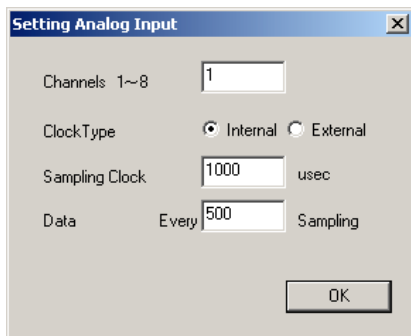 Setting Analog Input
Channels 1~8 1
ClockType Internal External
Sampling Clock 1000 usec
Data Every 500 Sampling
OK